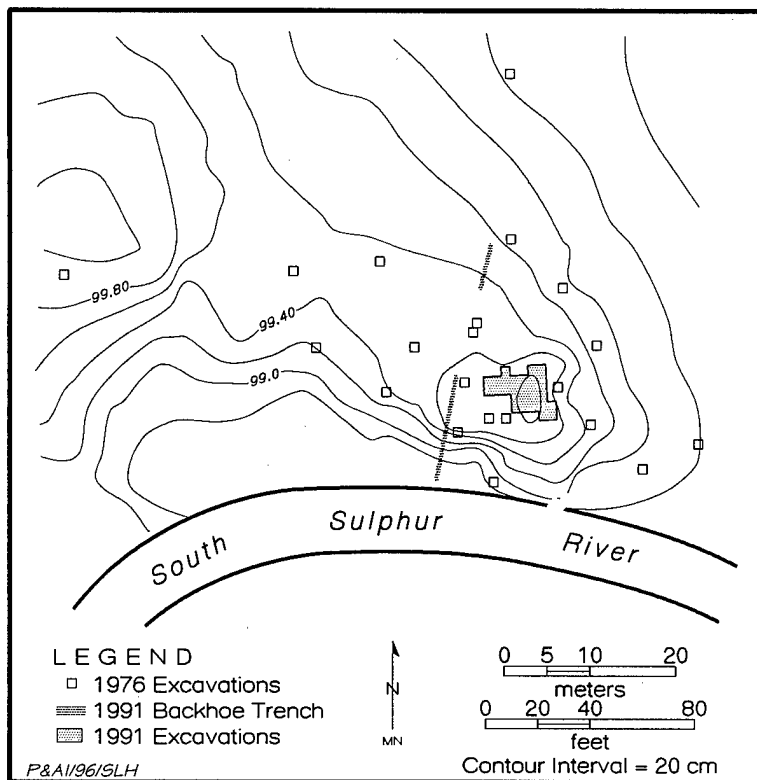 99.80
99.40
99.0
South Sulphur River
LEGEND
1976 Excavations
1991 Backhoe Trench
1991 Excavations
N
MN
0 5 10 20
meters
0 20 40 80
feet
Contour Interval = 20 cm
P&AI/96/SLH